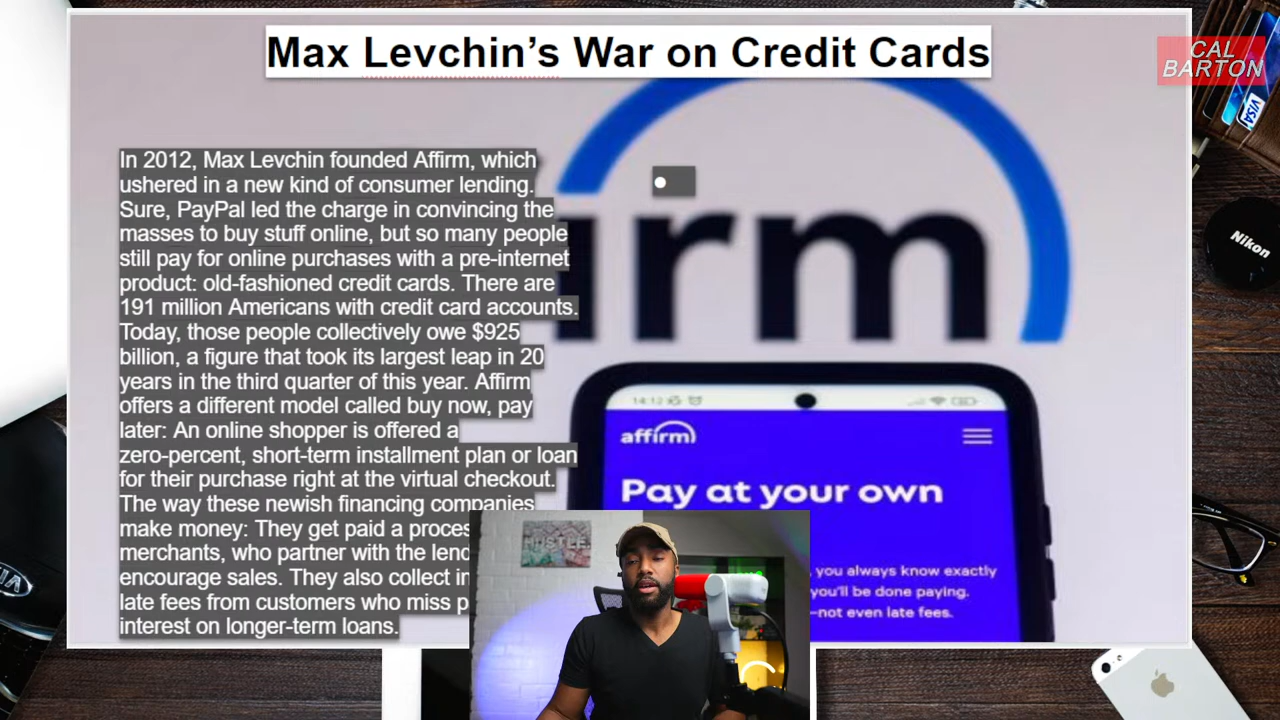 Max Levchin’s War on Credit Cards
CAL
BARTON
VISA
In 2012, Max Levchin founded Affirm, which
ushered in a new kind of consumer lending.
Sure, PayPal led the charge in convincing the
masses to buy stuff online, but so many people
still pay for online purchases with a pre-internet
product: old-fashioned credit cards. There are
191 million Americans with credit card accounts.
Today, those people collectively owe $925
billion, a figure that took its largest leap in 20
years in the third quarter of this year. Affirm
offers a different model called buy now, pay
later: An online shopper is offered a
zero-percent, short-term installment plan or loan
for their purchase right at the virtual checkout.
The way these newish financing companies
make money: They get paid a proces
merchants, who partner with the lend
encourage sales. They also collect in
late fees from customers who miss p
interest on longer-term loans.
irm
Nikon
14:12
affirm
Pay at your own
, you always know exactly
you'll be done paying.
–not even late fees.
HUSTLE.